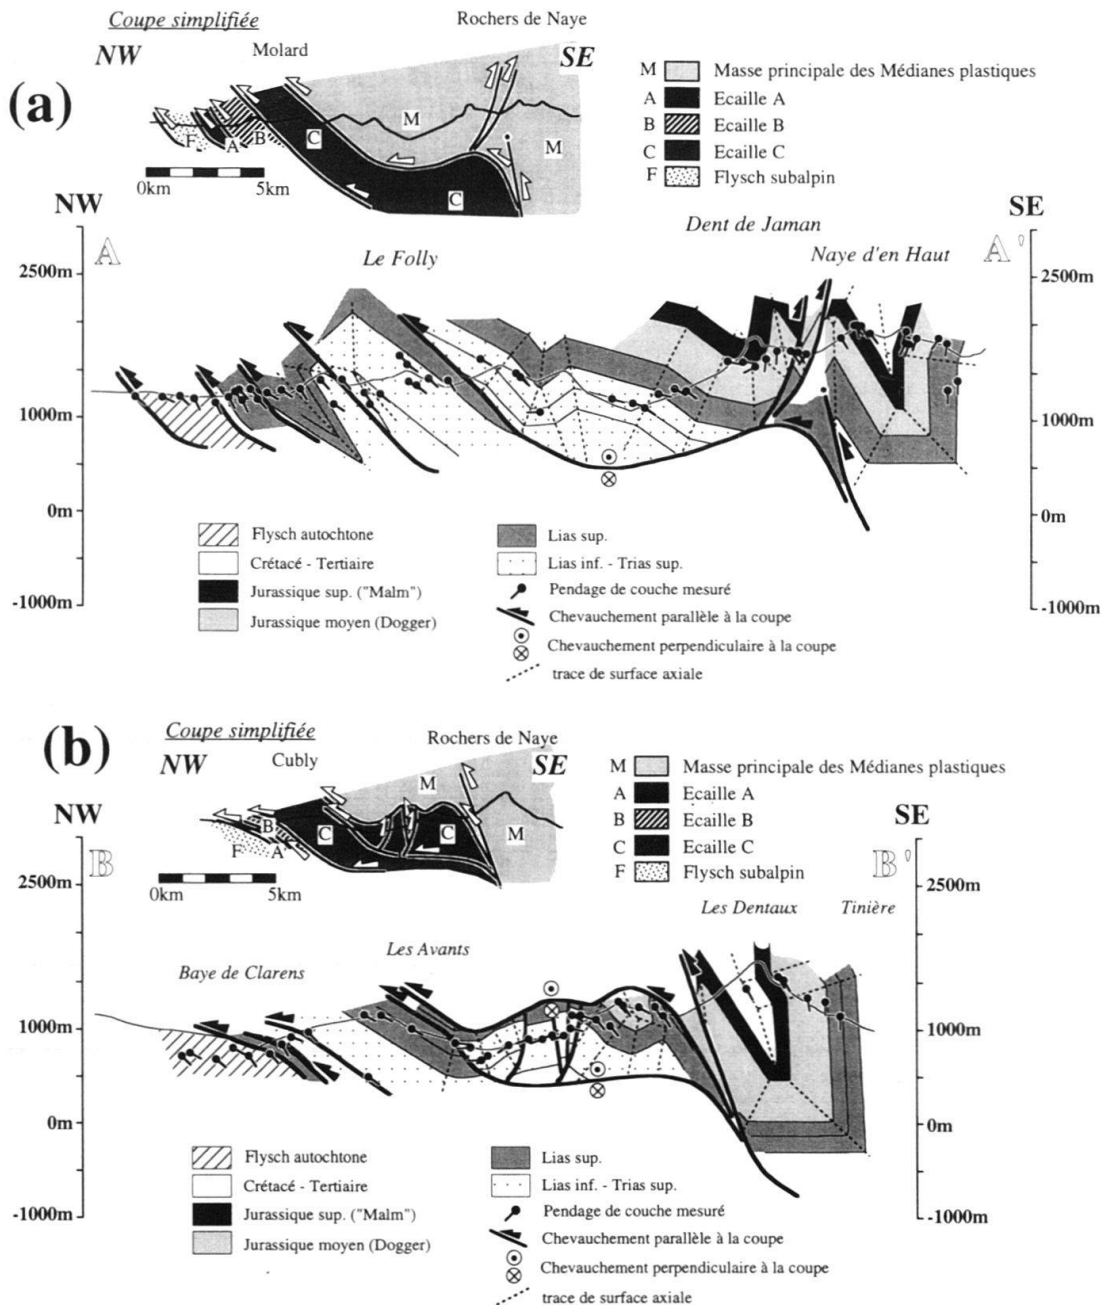 Coupe simplifiée
NW
Molard
Rochers de Naye
SE
(a)
M
M
C
C
F
A
B
0km
5km
M Masse principale des Médianes plastiques
A Ecaille A
B Ecaille B
C Ecaille C
F Flysch subalpin
NW
SE
A
A'
Le Folly
Dent de Jaman
Naye d'en Haut
2500m
1000m
0m
-1000m
2500m
1000m
0m
-1000m
Flysch autochtone
Crétacé - Tertiaire
Jurassique sup. ("Malm")
Jurassique moyen (Dogger)
Lias sup.
Lias inf. - Trias sup.
Pendage de couche mesuré
Chevauchement parallèle à la coupe
Chevauchement perpendiculaire à la coupe
trace de surface axiale
(b)
Coupe simplifiée
NW
Cubly
Rochers de Naye
SE
M
M
C
C
B
F
A
0km
5km
M Masse principale des Médianes plastiques
A Ecaille A
B Ecaille B
C Ecaille C
F Flysch subalpin
NW
SE
B
B'
Baye de Clarens
Les Avants
Les Dentaux
Tinière
2500m
1000m
0m
-1000m
2500m
1000m
0m
-1000m
Flysch autochtone
Crétacé - Tertiaire
Jurassique sup. ("Malm")
Jurassique moyen (Dogger)
Lias sup.
Lias inf. - Trias sup.
Pendage de couche mesuré
Chevauchement parallèle à la coupe
Chevauchement perpendiculaire à la coupe
trace de surface axiale